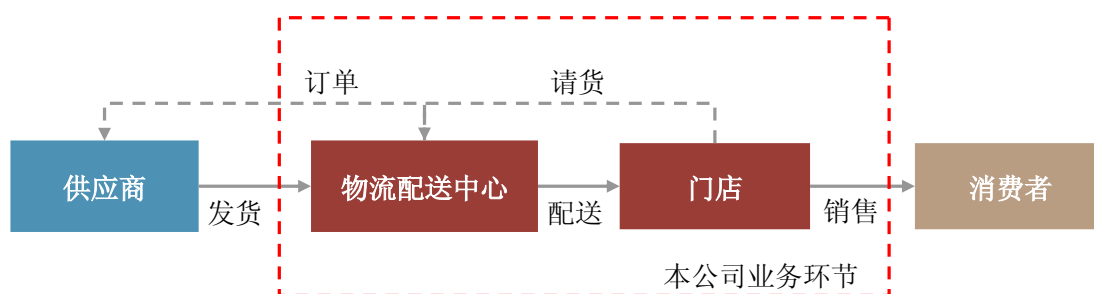 订单
请货
供应商
物流配送中心
门店
消费者
发货
配送
销售
本公司业务环节